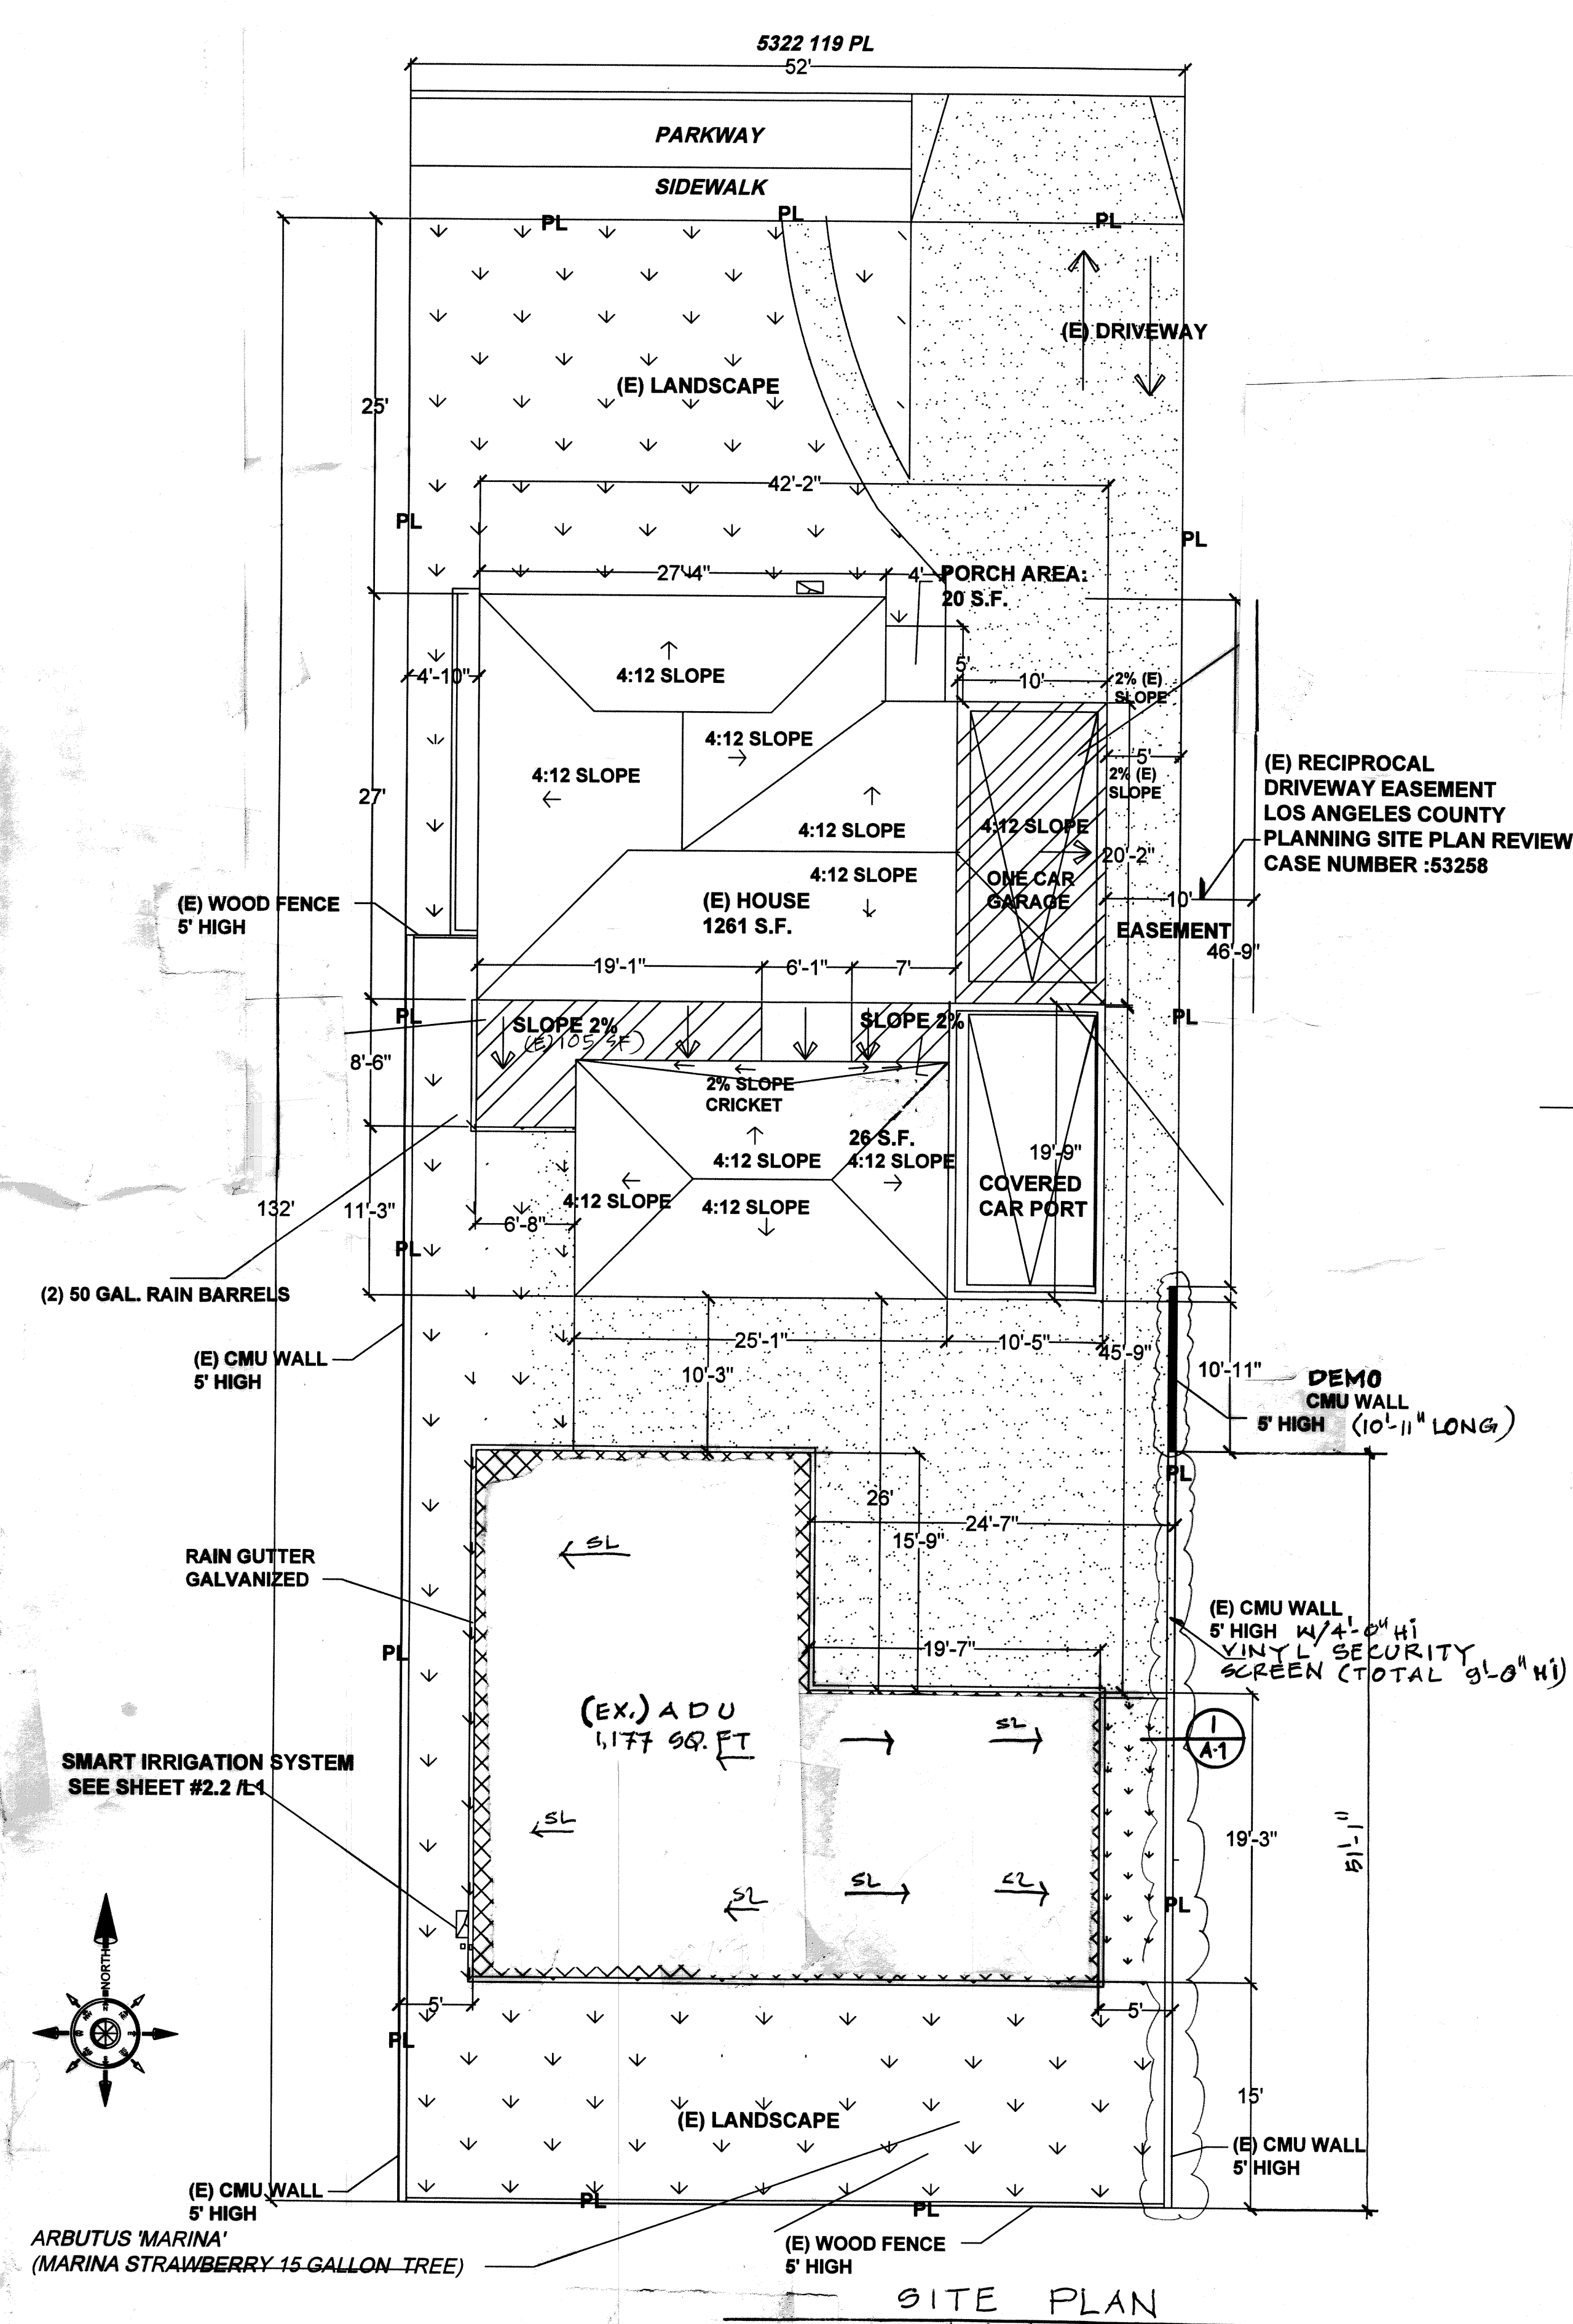 5322 119 PL
52'
PARKWAY
SIDEWALK
PL
PL
PL
(E) DRIVEWAY
(E) LANDSCAPE
25'
42'-2"
PL
PL
27'-4"
4'
PORCH AREA:
20 S.F.
4'-10"
4:12 SLOPE
5'
10'
2% (E)
SLOPE
4:12 SLOPE
4:12 SLOPE
5'
2% (E)
SLOPE
(E) RECIPROCAL
DRIVEWAY EASEMENT
LOS ANGELES COUNTY
PLANNING SITE PLAN REVIEW
CASE NUMBER :53258
27'
4:12 SLOPE
4:12 SLOPE
20'-2"
4:12 SLOPE
ONE CAR
GARAGE
(E) WOOD FENCE
5' HIGH
(E) HOUSE
1261 S.F.
10'
EASEMENT
46'-9"
19'-1"
6'-1"
7'
PL
SLOPE 2%
(E) 105 SF)
SLOPE 2%
PL
8'-6"
2% SLOPE
CRICKET
26 S.F.
4:12 SLOPE
4:12 SLOPE
19'-9"
COVERED
CAR PORT
132'
11'-3"
4:12 SLOPE
4:12 SLOPE
6'-8"
PL
(2) 50 GAL. RAIN BARRELS
(E) CMU WALL
5' HIGH
25'-1"
10'-5"
45'-9"
10'-3"
10'-11"
DEMO
CMU WALL
5' HIGH (10'-11" LONG)
PL
26'
24'-7"
15'-9"
SL
RAIN GUTTER
GALVANIZED
(E) CMU WALL
5' HIGH W/4'-0" Hi
VINYL SECURITY
SCREEN (TOTAL 9'-0" Hi)
PL
19'-7"
(EX.) ADU
1,177 SQ. FT
SL
1
A-1
SMART IRRIGATION SYSTEM
SEE SHEET #2.2 /L1
SL
19'-3"
51'-1"
SL
SL
SL
PL
NORTH
5'
5'
PL
15'
(E) LANDSCAPE
(E) CMU WALL
5' HIGH
(E) CMU WALL
5' HIGH
PL
PL
ARBUTUS 'MARINA'
(MARINA STRAWBERRY 15 GALLON TREE)
(E) WOOD FENCE
5' HIGH
SITE PLAN